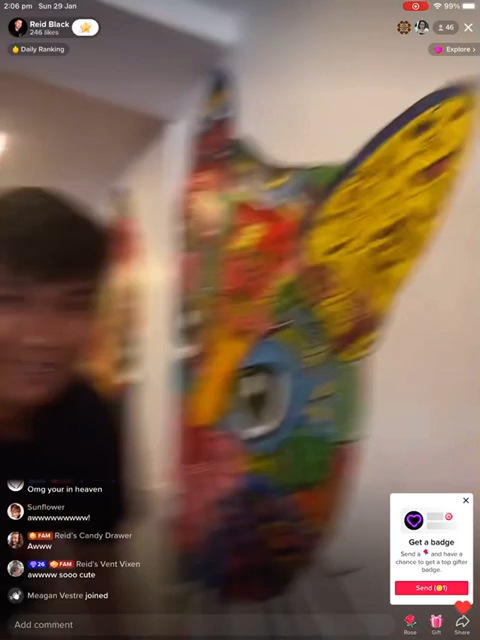 2:06 pm Sun 29 Jan
99%
Reid Black
246 likes
46
Daily Ranking
Explore
Omg your in heaven
Sunflower
awwwwwwwww!
FAM Reid's Candy Drawer
Awww
26 FAM Reid's Vent Vixen
awwww sooo cute
Meagan Vestre joined
Get a badge
Send a and have a
chance to get a top gifter
badge.
Send (1)
Add comment
Rose
Gift
Share